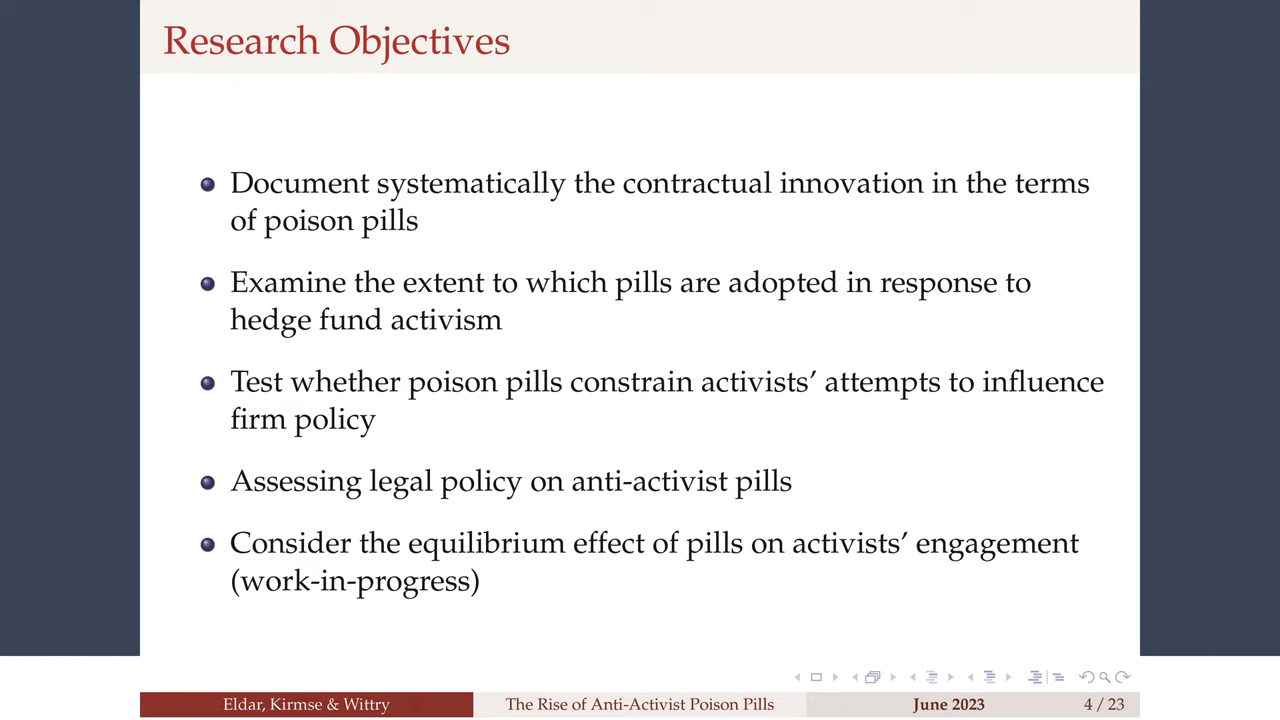 Research Objectives
Document systematically the contractual innovation in the terms
of poison pills
Examine the extent to which pills are adopted in response to
hedge fund activism
Test whether poison pills constrain activists’ attempts to influence
firm policy
Assessing legal policy on anti-activist pills
Consider the equilibrium effect of pills on activists’ engagement
(work-in-progress)
Eldar, Kirmse & Wittry
The Rise of Anti-Activist Poison Pills
June 2023
4 / 23